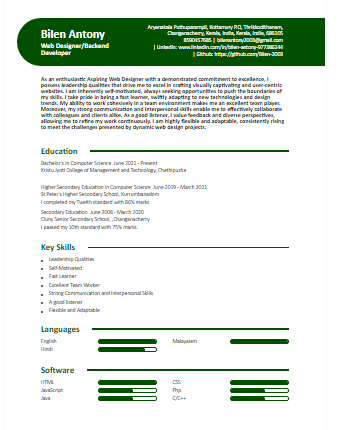 Bilen Antony
Web Designer/Backend
Developer
Anyanakala Puthuparampil, Kottamury P.O, Thrikkodithanam,
Changanacherry, Kerala, India, Kerala, India, 686105
| 8590457685 | bilenantony2003@gmail.com
| LinkedIn: www.linkedin.com/in/bilen-antony-977386244
| Github: https://github.com/Bilen-2003
As an enthusiastic Aspiring Web Designer with a demonstrated commitment to excellence, I
possess leadership qualities that drive me to excel in crafting visually captivating and user-centric
websites. I am inherently self-motivated, always seeking opportunities to push the boundaries of
my skills. I take pride in being a fast learner, swiftly adapting to new technologies and design
trends. My ability to work cohesively in a team environment makes me an excellent team player.
Moreover, my strong communication and interpersonal skills enable me to effectively collaborate
with colleagues and clients alike. As a good listener, I value feedback and diverse perspectives,
allowing me to refine my work continuously. I am highly flexible and adaptable, consistently rising
to meet the challenges presented by dynamic web design projects.
Education
Bachelor's in Computer Science June 2021 - Present
Kristu Jyoti College of Management and Technology, Chethipuzha
Higher Secondary Education in Computer Science June 2019 - March 2021
St Peter's Higher Secondary School, Kurrumbanadom
I completed my Twelfth standard with 86% marks
Secondary Education June 2008 - March 2020
Cluny Senior Secondary School, ,Changanacherry
I passed my 10th standard with 75% marks.
Key Skills
• Leadership Qualities
• Self-Motivated
• Fast Learner
• Excellent Team Worker
• Strong Communication and Interpersonal Skills
• A good listener
• Flexible and Adaptable
Languages
English
Malayalam
Hindi
Software
HTML
CSS
JavaScript
Php
Java
C/C++